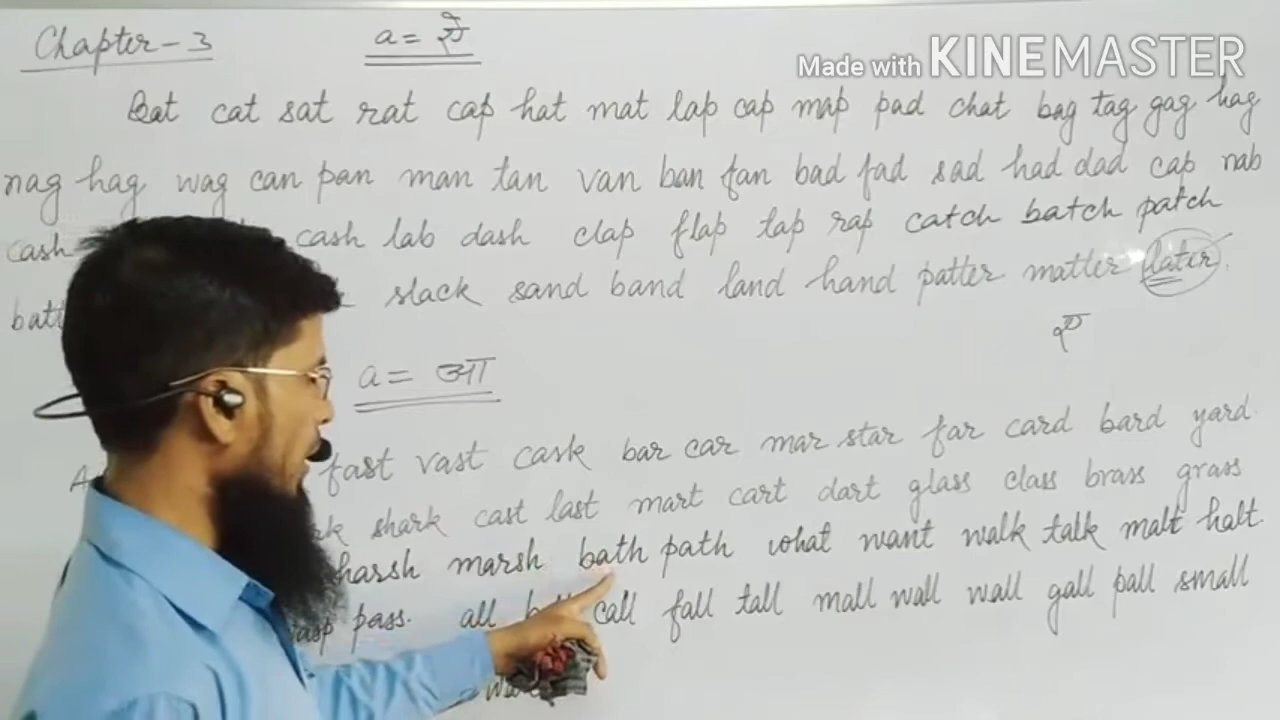 Chapter-3 a= ऐ
Made with KINEMASTER
Bat cat sat rat cap hat mat lap cap map pad chat bag tag gag hag
nag hag wag can pan man tan van ban fan bad fad sad had dad cap nab
cash cash lab dash clap flap tap rap catch batch patch
slack sand band land hand patter matter later
ए
a= आ
fast vast cask bar car mar star far card bard yard.
shark cast last mart cart dart glass class brass grass
harsh marsh bath path what want walk talk malt halt.
pass. all call fall tall mall wall wall gall pall small